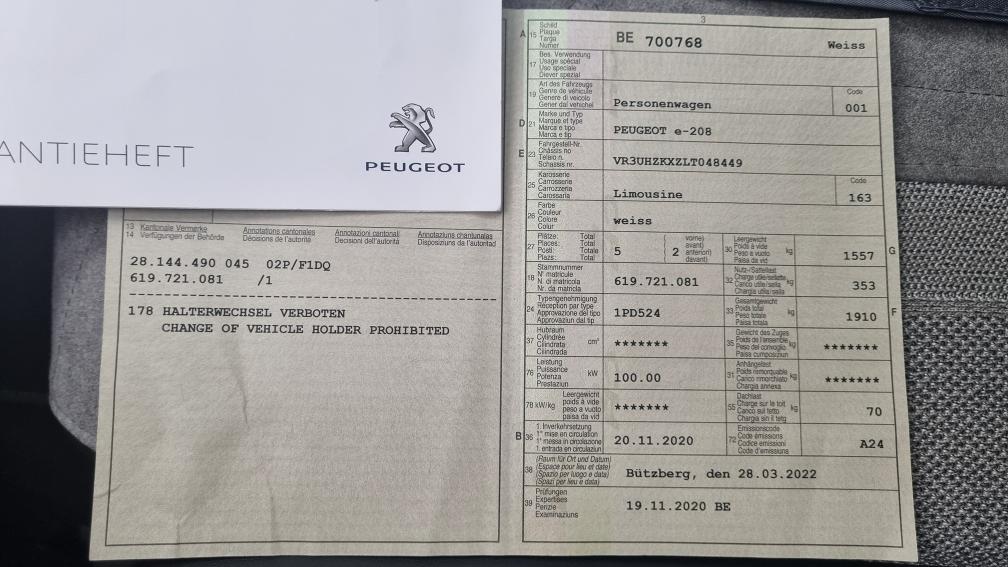 ANTIEHEFT
PEUGEOT
13 Kantonale Vermerke Annotations cantonales Annotazioni cantonali Annotaziuns chantunalas
14 Verfügungen der Behörde Décisions de l'autorité Decisioni dell'autorità Disposiziuns da l'autoritad
28.144.490 045 02P/F1DQ
619.721.081 /1
178 HALTERWECHSEL VERBOTEN
CHANGE OF VEHICLE HOLDER PROHIBITED
3
A 15 Schild
Plaque
Targa
Numer
BE 700768 Weiss
17 Bes. Verwendung
Usage spécial
Uso speciale
Diever spezial
19 Art des Fahrzeugs
Genre de véhicule
Genere di veicolo
Gener dal vehichel
Personenwagen
Code
001
D 21 Marke und Typ
Marque et type
Marca e tipo
Marca e tip
PEUGEOT e-208
E 23 Fahrgestell-Nr.
Châssis no
Telaio n.
Schassis nr.
VR3UHZKXZLT048449
25 Karosserie
Carrosserie
Carrozzeria
Carossaria
Limousine
Code
163
26 Farbe
Couleur
Colore
Colur
weiss
27 Plätze: Total
Places: Total
Posti: Totale
Plazs: Total
5
2
vorne)
avant)
anteriori)
davant)
30 Leergewicht
Poids à vide
Peso a vuoto
Paisa da vid
kg
1557
G
18 Stammnummer
N° matricule
N. di matricola
Nr. da matricla
619.721.081
32 Nutz-/Sattellast
Charge utile/sellette
Carico utile/sella
Chargia utila/sella
kg
353
24 Typengenehmigung
Réception par type
Approvazione del tipo
Approvaziun dal tip
1PD524
33 Gesamtgewicht
Poids total
Peso totale
Paisa totala
kg
1910
F
37 Hubraum
Cylindrée
Cilindrata
Cilindrada
cm³
*******
35 Gewicht des Zuges
Poids de l'ensemble
Peso del convoglio
Paisa cumposiziun
kg
*******
76 Leistung
Puissance
Potenza
Prestaziun
kW
100.00
31 Anhängelast
Poids remorquable
Carico rimorchiato
Chargia annexa
kg
*******
78 kW/kg
Leergewicht
poids à vide
peso a vuoto
paisa da vid
*******
55 Dachlast
Charge sur le toit
Carico sul tetto
Chargia sin il tetg
kg
70
B 36 1. Inverkehrsetzung
1re mise en circulation
1a messa in circolazione
1. entrada en circulaziun
20.11.2020
72 Emissionscode
Code émissions
Codice emissioni
Code d'emissiuns
A24
38 (Raum für Ort und Datum)
(Espace pour lieu et date)
(Spazio per luogo e data)
(Spazi per lieu e data)
Bützberg, den 28.03.2022
39 Prüfungen
Expertises
Perizie
Examinaziuns
19.11.2020 BE